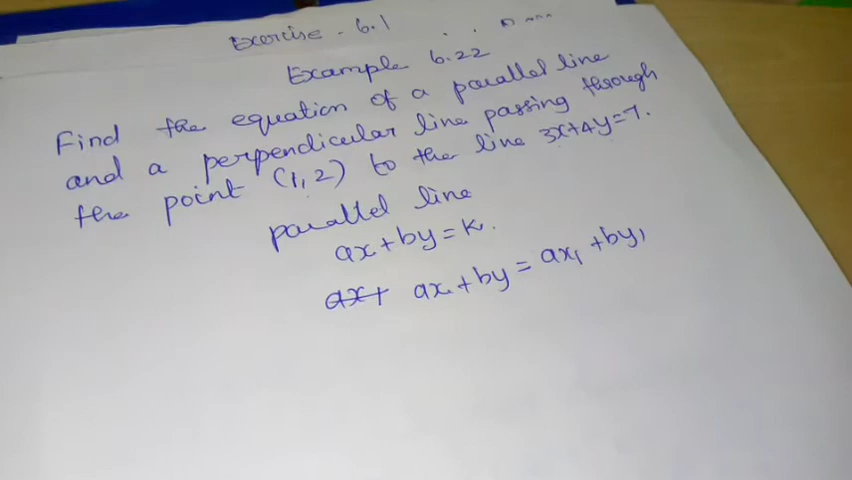 Exercise - 6.1
Example 6.22
Find the equation of a parallel line
and a perpendicular line passing through
the point (1,2) to the line 3x+4y=7.
parallel line
ax+by=k.
ax+by=ax₁+by₁